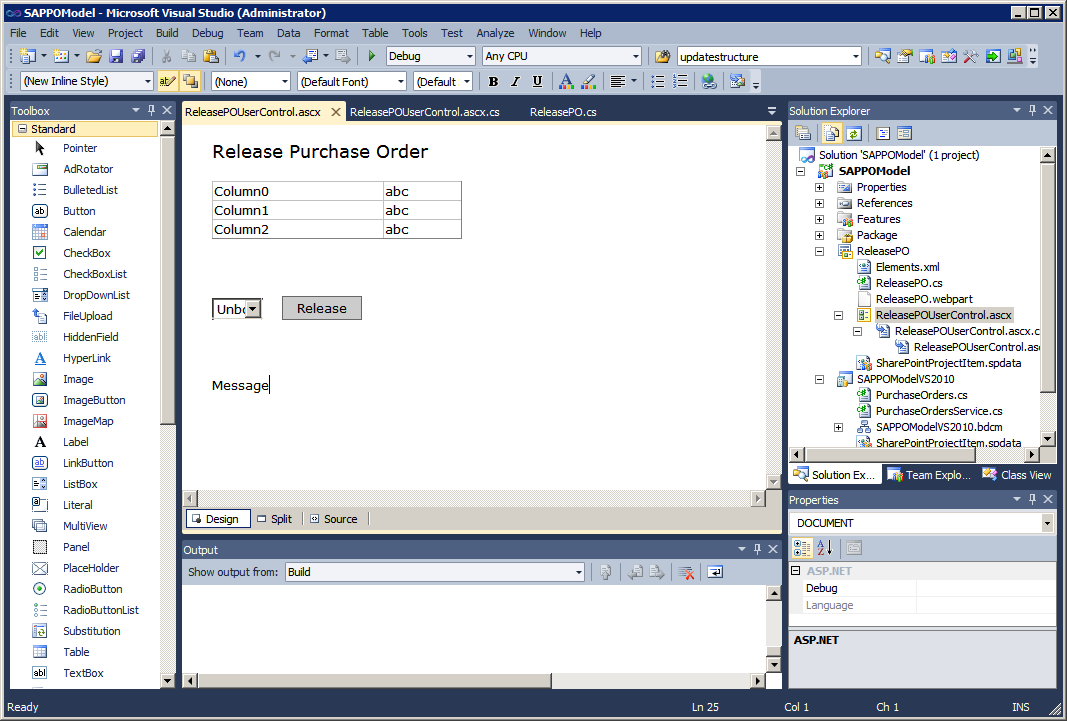 SAPPOModel - Microsoft Visual Studio (Administrator)
File Edit View Project Build Debug Team Data Format Table Tools Test Analyze Window Help
Debug Any CPU updatestructure
(New Inline Style) (None) (Default Font) (Default B I U A
Toolbox
Standard
Pointer
AdRotator
BulletedList
Button
Calendar
CheckBox
CheckBoxList
DropDownList
FileUpload
HiddenField
HyperLink
Image
ImageButton
ImageMap
Label
LinkButton
ListBox
Literal
MultiView
Panel
PlaceHolder
RadioButton
RadioButtonList
Substitution
Table
TextBox
ReleasePOUserControl.ascx ReleasePOUserControl.ascx.cs ReleasePO.cs
Release Purchase Order
Column0 abc
Column1 abc
Column2 abc
Unbo Release
Message
Design Split Source
Output
Show output from: Build
Solution Explorer
Solution 'SAPPOModel' (1 project)
SAPPOModel
Properties
References
Features
Package
ReleasePO
Elements.xml
ReleasePO.cs
ReleasePO.webpart
ReleasePOUserControl.ascx
ReleasePOUserControl.ascx.c
ReleasePOUserControl.as
SharePointProjectItem.spdata
SAPPOModelVS2010
PurchaseOrders.cs
PurchaseOrdersService.cs
SAPPOModelVS2010.bdcm
SharePointProjectItem.spdata
Solution Ex... Team Explo... Class View
Properties
DOCUMENT
ASP.NET
Debug
Language
ASP.NET
Ready Ln 25 Col 1 Ch 1 INS